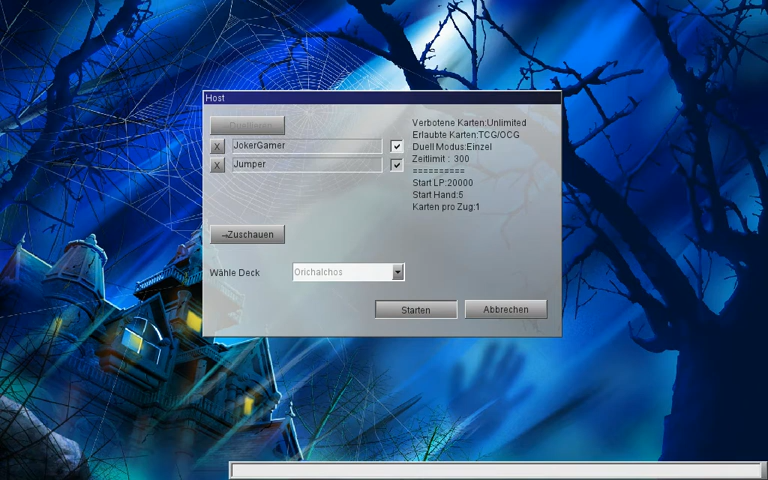 Host
X
JokerGamer
X
Jumper
→Zuschauen
Wähle Deck
Orichalchos
Verbotene Karten:Unlimited
Erlaubte Karten:TCG/OCG
Duell Modus:Einzel
Zeitlimit : 300
==========
Start LP:20000
Start Hand:5
Karten pro Zug:1
Starten
Abbrechen